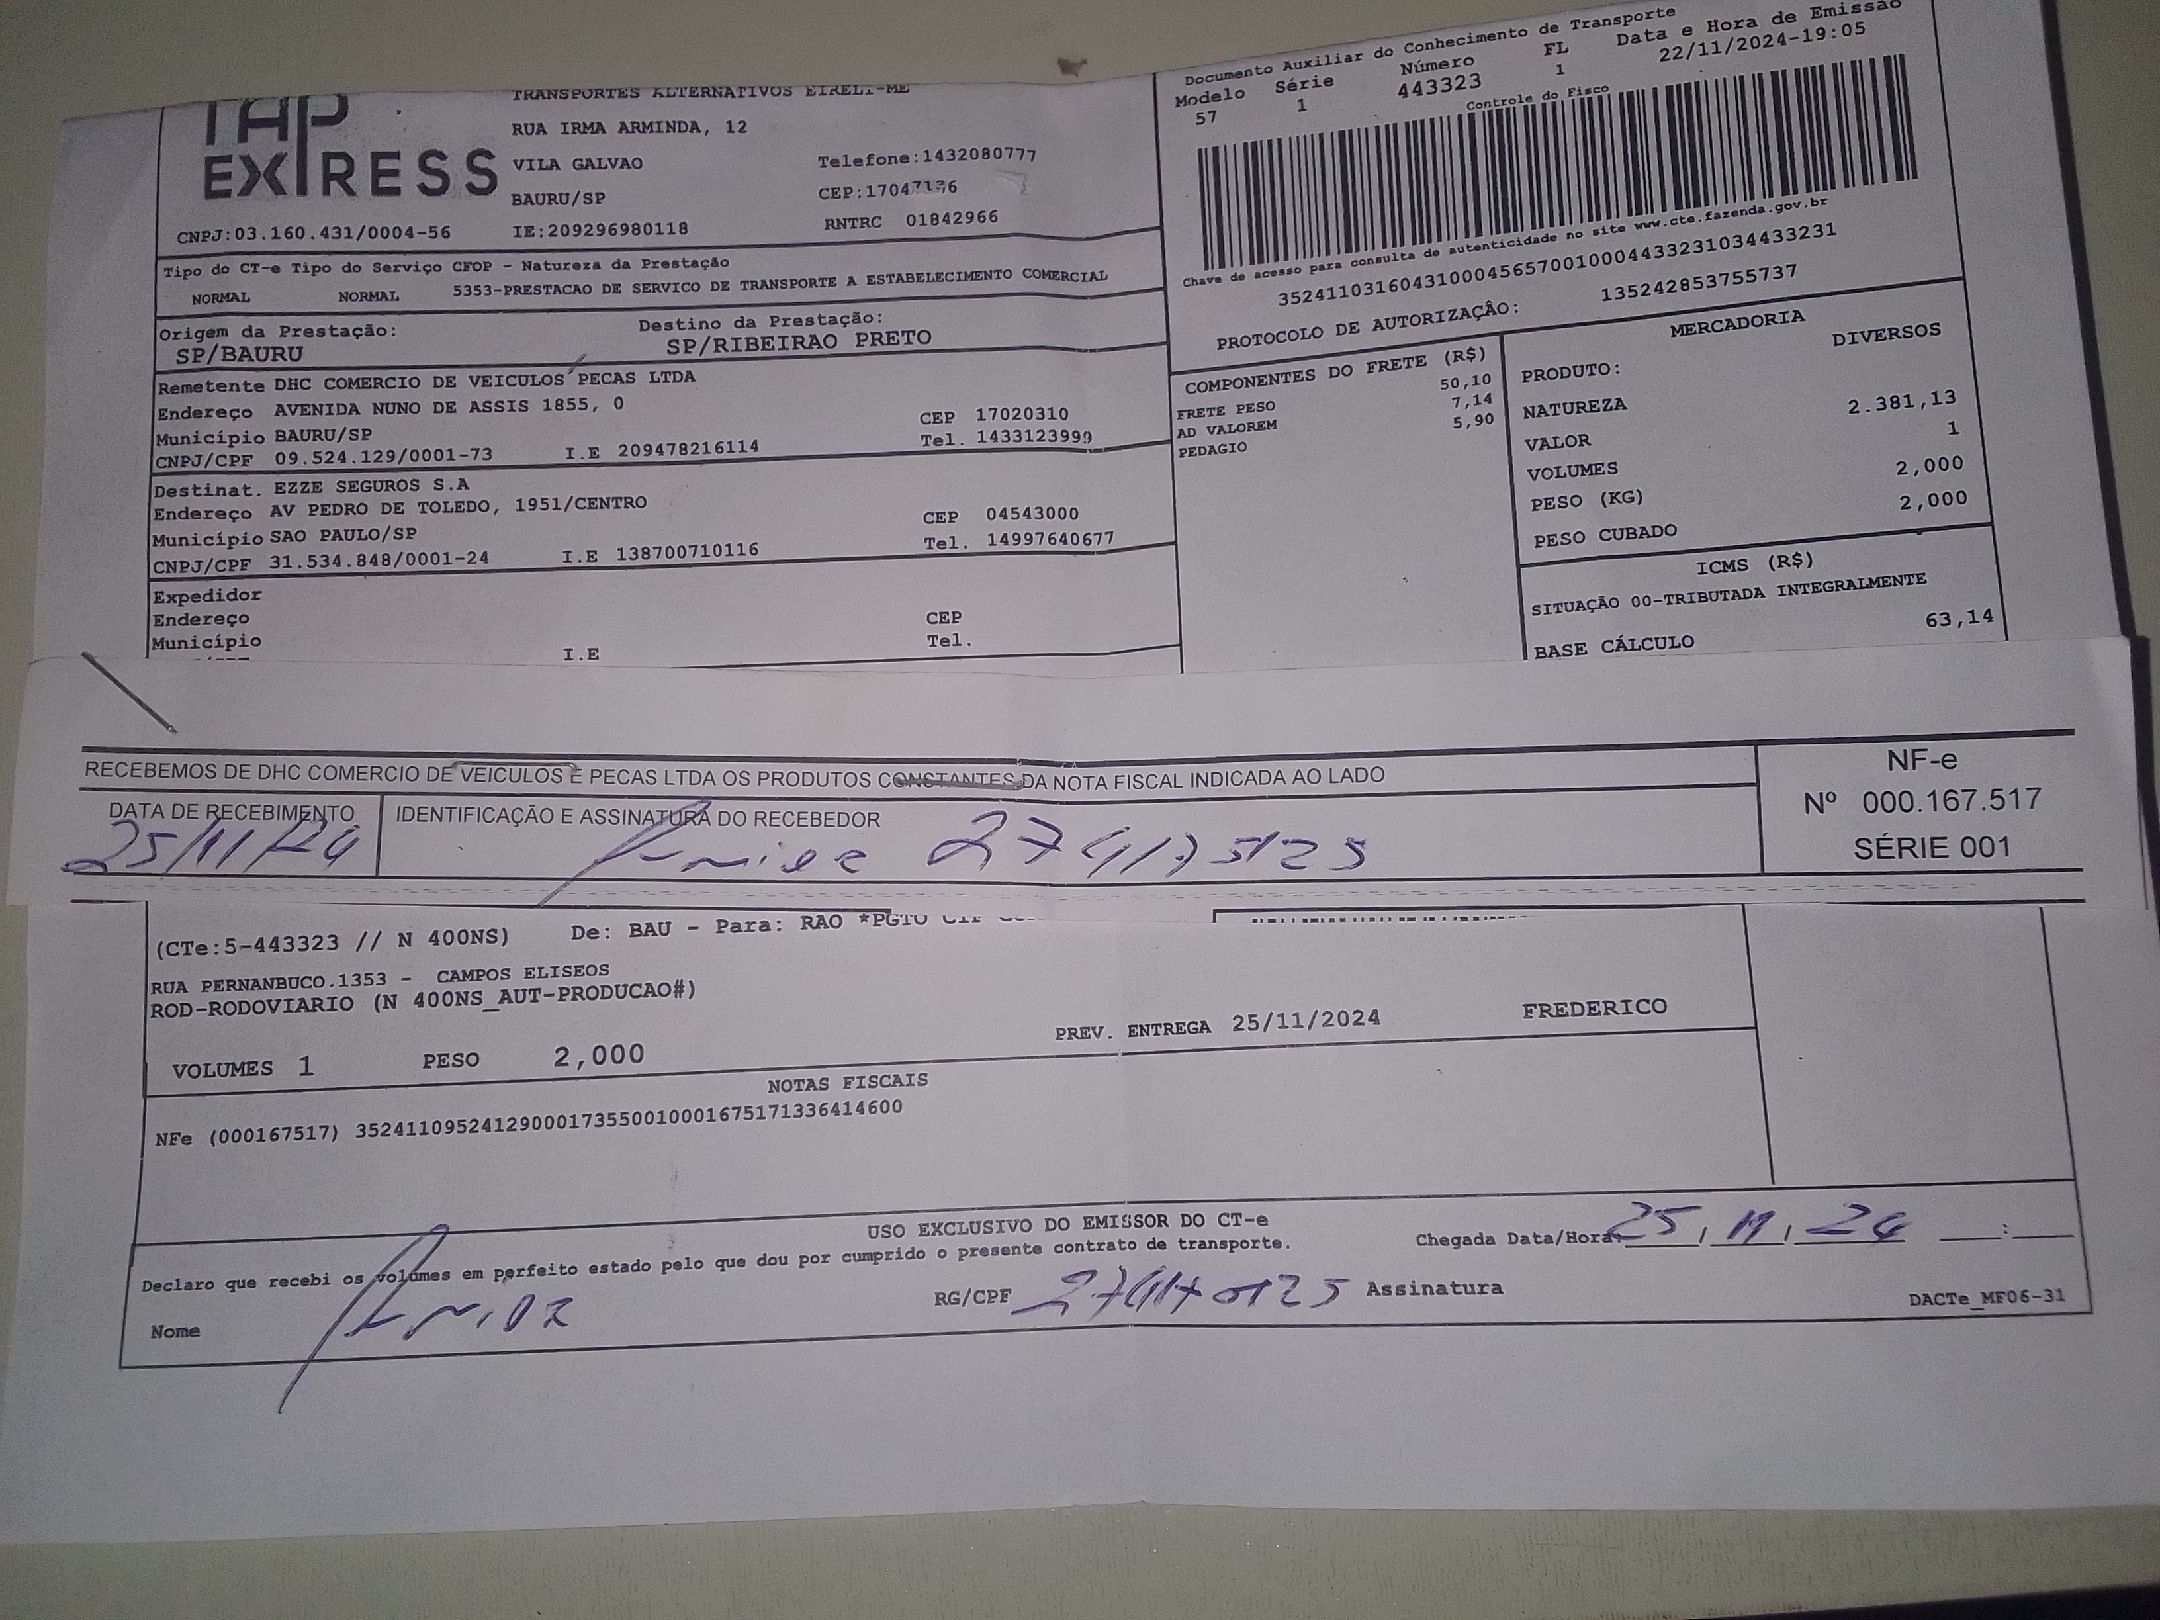 TAP
EXPRESS
TRANSPORTES ALTERNATIVOS EIRELI-ME
RUA IRMA ARMINDA, 12
VILA GALVAO Telefone:1432080777
BAURU/SP CEP:17047136
CNPJ:03.160.431/0004-56 IE:209296980118 RNTRC 01842966
Documento Auxiliar do Conhecimento de Transporte
Modelo Série Número FL Data e Hora de Emissão
57 1 443323 1 22/11/2024-19:05
Controle do Fisco
Chave de acesso para consulta de autenticidade no site www.cte.fazenda.gov.br
35241103160431000456570010004433231034433231
PROTOCOLO DE AUTORIZAÇÃO: 135242853755737
Tipo do CT-e Tipo do Serviço CFOP - Natureza da Prestação
NORMAL NORMAL 5353-PRESTACAO DE SERVICO DE TRANSPORTE A ESTABELECIMENTO COMERCIAL
Origem da Prestação: Destino da Prestação:
SP/BAURU SP/RIBEIRAO PRETO
Remetente DHC COMERCIO DE VEICULOS PECAS LTDA
Endereço AVENIDA NUNO DE ASSIS 1855, 0 CEP 17020310
Município BAURU/SP Tel. 1433123999
CNPJ/CPF 09.524.129/0001-73 I.E 209478216114
Destinat. EZZE SEGUROS S.A
Endereço AV PEDRO DE TOLEDO, 1951/CENTRO CEP 04543000
Município SAO PAULO/SP Tel. 14997640677
CNPJ/CPF 31.534.848/0001-24 I.E 138700710116
Expedidor
Endereço CEP
Município Tel.
I.E
COMPONENTES DO FRETE (R$)
FRETE PESO 50,10
AD VALOREM 7,14
PEDAGIO 5,90
MERCADORIA
PRODUTO: DIVERSOS
NATUREZA
VALOR 2.381,13
VOLUMES 1
PESO (KG) 2,000
PESO CUBADO 2,000
ICMS (R$)
SITUAÇÃO 00-TRIBUTADA INTEGRALMENTE
BASE CÁLCULO 63,14
RECEBEMOS DE DHC COMERCIO DE VEICULOS E PECAS LTDA OS PRODUTOS CONSTANTES DA NOTA FISCAL INDICADA AO LADO
DATA DE RECEBIMENTO IDENTIFICAÇÃO E ASSINATURA DO RECEBEDOR
25/11/24
NF-e
Nº 000.167.517
SÉRIE 001
(CTe:5-443323 // N 400NS) De: BAU - Para: RAO *PGTO CIF
RUA PERNANBUCO.1353 - CAMPOS ELISEOS
ROD-RODOVIARIO (N 400NS_AUT-PRODUCAO#)
PREV. ENTREGA 25/11/2024 FREDERICO
VOLUMES 1 PESO 2,000
NOTAS FISCAIS
NFe (000167517) 35241109524129000173550010001675171336414600
USO EXCLUSIVO DO EMISSOR DO CT-e
Declaro que recebi os volumes em perfeito estado pelo que dou por cumprido o presente contrato de transporte.
Chegada Data/Hora: 25, 11, 24 :
Nome RG/CPF Assinatura
DACTe_MF06-31